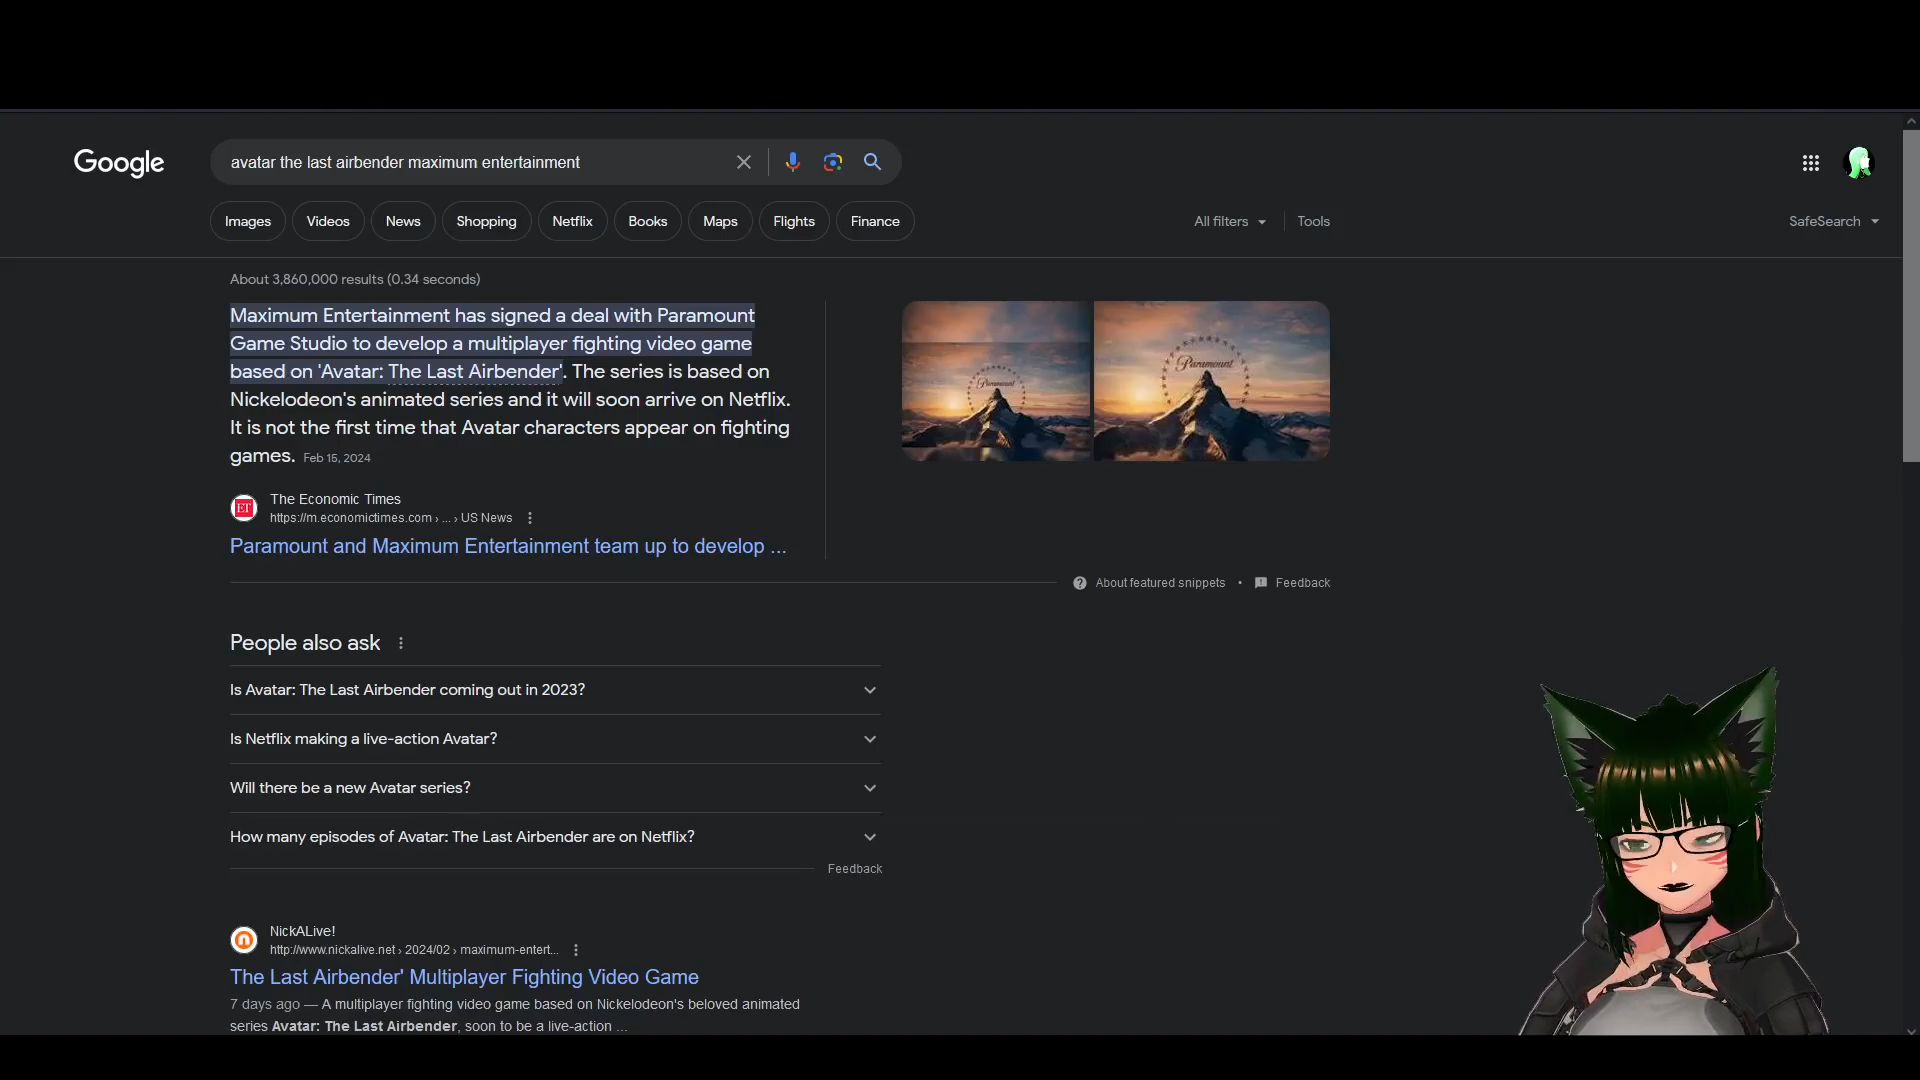 Google
avatar the last airbender maximum entertainment
Images
Videos
News
Shopping
Netflix
Books
Maps
Flights
Finance
All filters
Tools
SafeSearch
About 3,860,000 results (0.34 seconds)
Maximum Entertainment has signed a deal with Paramount
Game Studio to develop a multiplayer fighting video game
based on 'Avatar: The Last Airbender'. The series is based on
Nickelodeon's animated series and it will soon arrive on Netflix.
It is not the first time that Avatar characters appear on fighting
games. Feb 15, 2024
Paramount
Paramount
ET
The Economic Times
https://m.economictimes.com › ... › US News
Paramount and Maximum Entertainment team up to develop ...
About featured snippets • Feedback
People also ask
Is Avatar: The Last Airbender coming out in 2023?
Is Netflix making a live-action Avatar?
Will there be a new Avatar series?
How many episodes of Avatar: The Last Airbender are on Netflix?
Feedback
NickALive!
http://www.nickalive.net › 2024/02 › maximum-entert...
The Last Airbender' Multiplayer Fighting Video Game
7 days ago — A multiplayer fighting video game based on Nickelodeon's beloved animated
series Avatar: The Last Airbender, soon to be a live-action ...